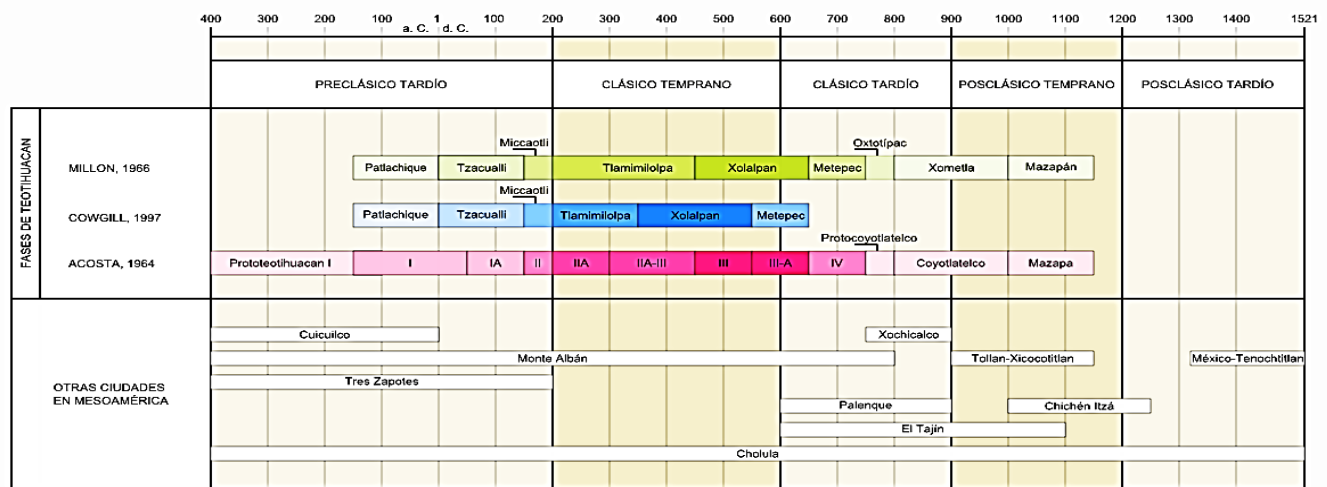 400 300 200 100 1 100 200 300 400 500 600 700 800 900 1000 1100 1200 1300 1400 1521
a. C. d. C.
PRECLÁSICO TARDÍO CLÁSICO TEMPRANO CLÁSICO TARDÍO POSCLÁSICO TEMPRANO POSCLÁSICO TARDÍO
FASES DE TEOTIHUACAN
Miccaotli Oxtotípac
MILLON, 1966 Patlachique Tzacualli Tlamimilolpa Xolalpan Metepec Xometla Mazapán
Miccaotli
COWGILL, 1997 Patlachique Tzacualli Tlamimilolpa Xolalpan Metepec
Protocoyotlatelco
ACOSTA, 1964 Prototeotihuacan I I IA II IIA IIA-III III III-A IV Coyotlatelco Mazapa
OTRAS CIUDADES
EN MESOAMÉRICA
Cuicuilco Xochicalco
Monte Albán Tollan-Xicocotitlan México-Tenochtitlan
Tres Zapotes
Palenque Chichén Itzá
El Tajín
Cholula